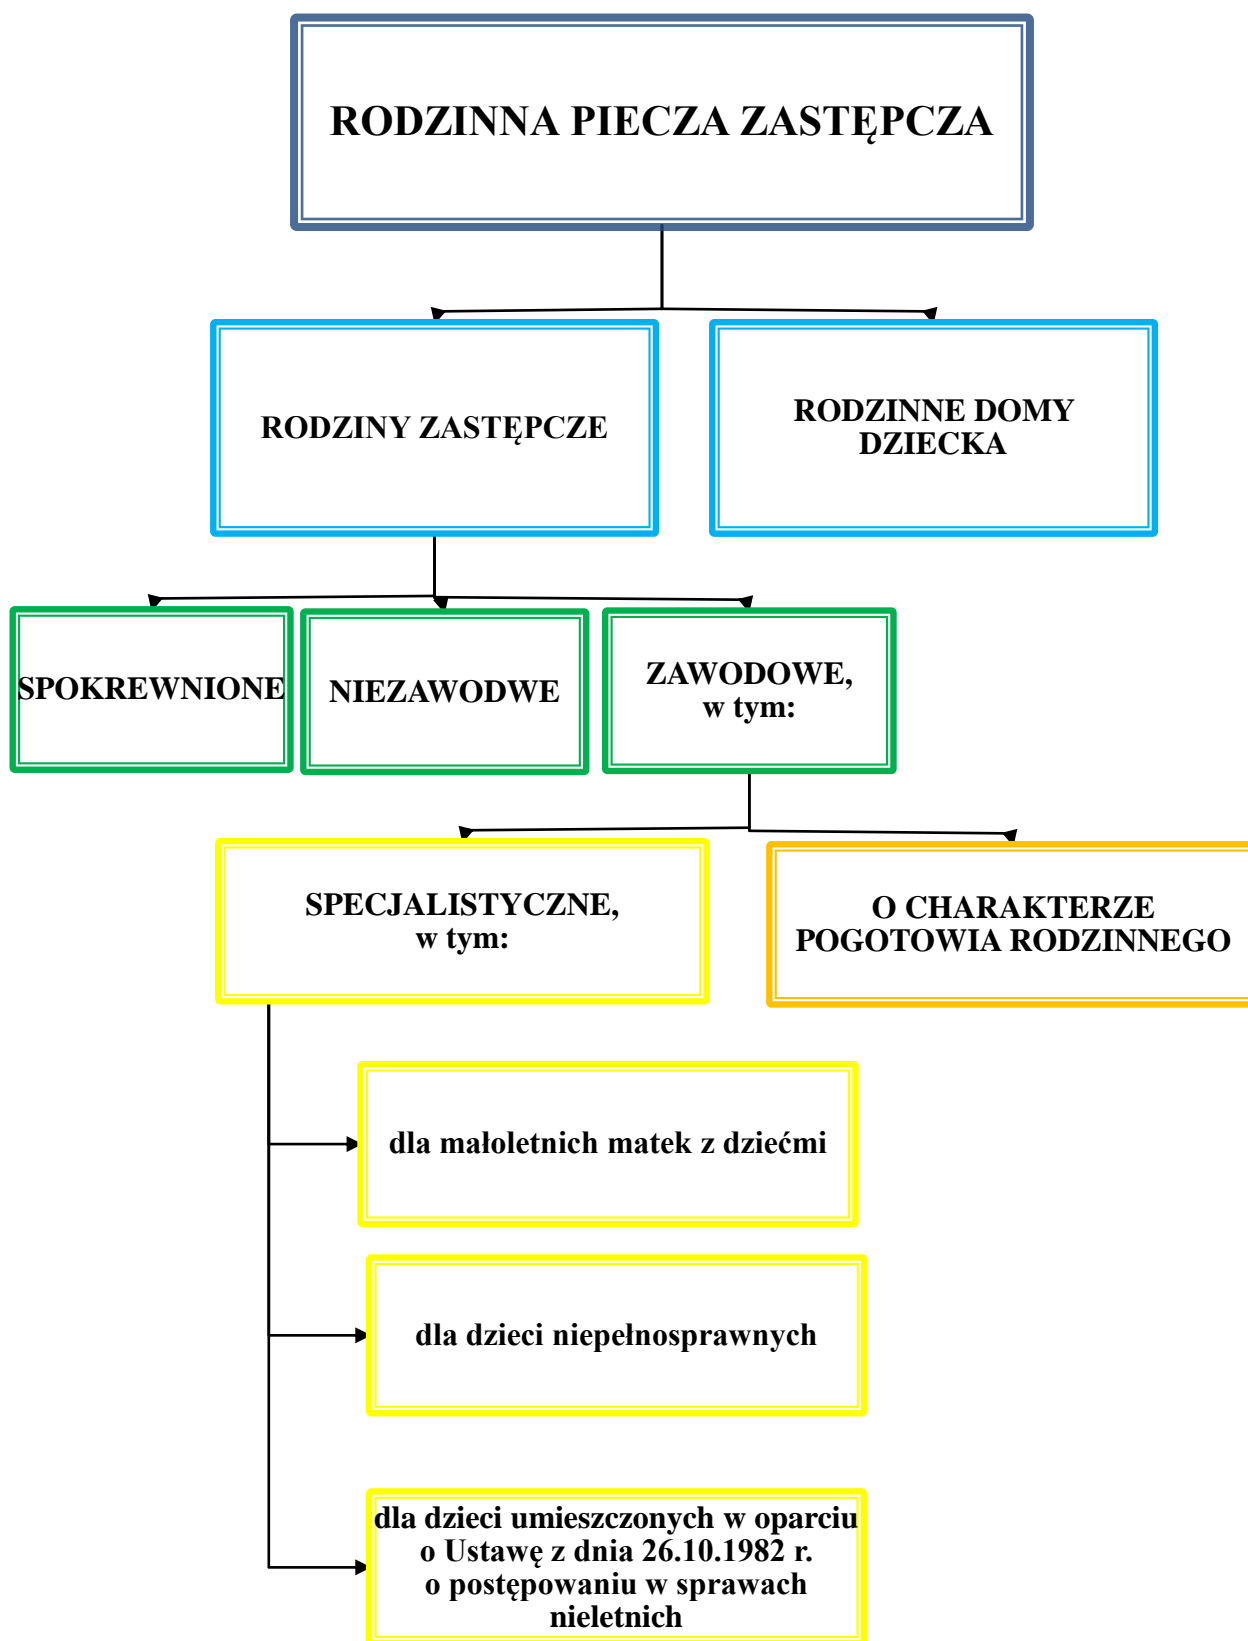 RODZINNA PIECZA ZASTĘPCZA
RODZINY ZASTĘPCZE
RODZINNE DOMY
DZIECKA
SPOKREWNIONE
NIEZAWODWE
ZAWODOWE,
w tym:
SPECJALISTYCZNE,
w tym:
O CHARAKTERZE
POGOTOWIA RODZINNEGO
dla małoletnich matek z dziećmi
dla dzieci niepełnosprawnych
dla dzieci umieszczonych w oparciu
o Ustawę z dnia 26.10.1982 r.
o postępowaniu w sprawach
nieletnich